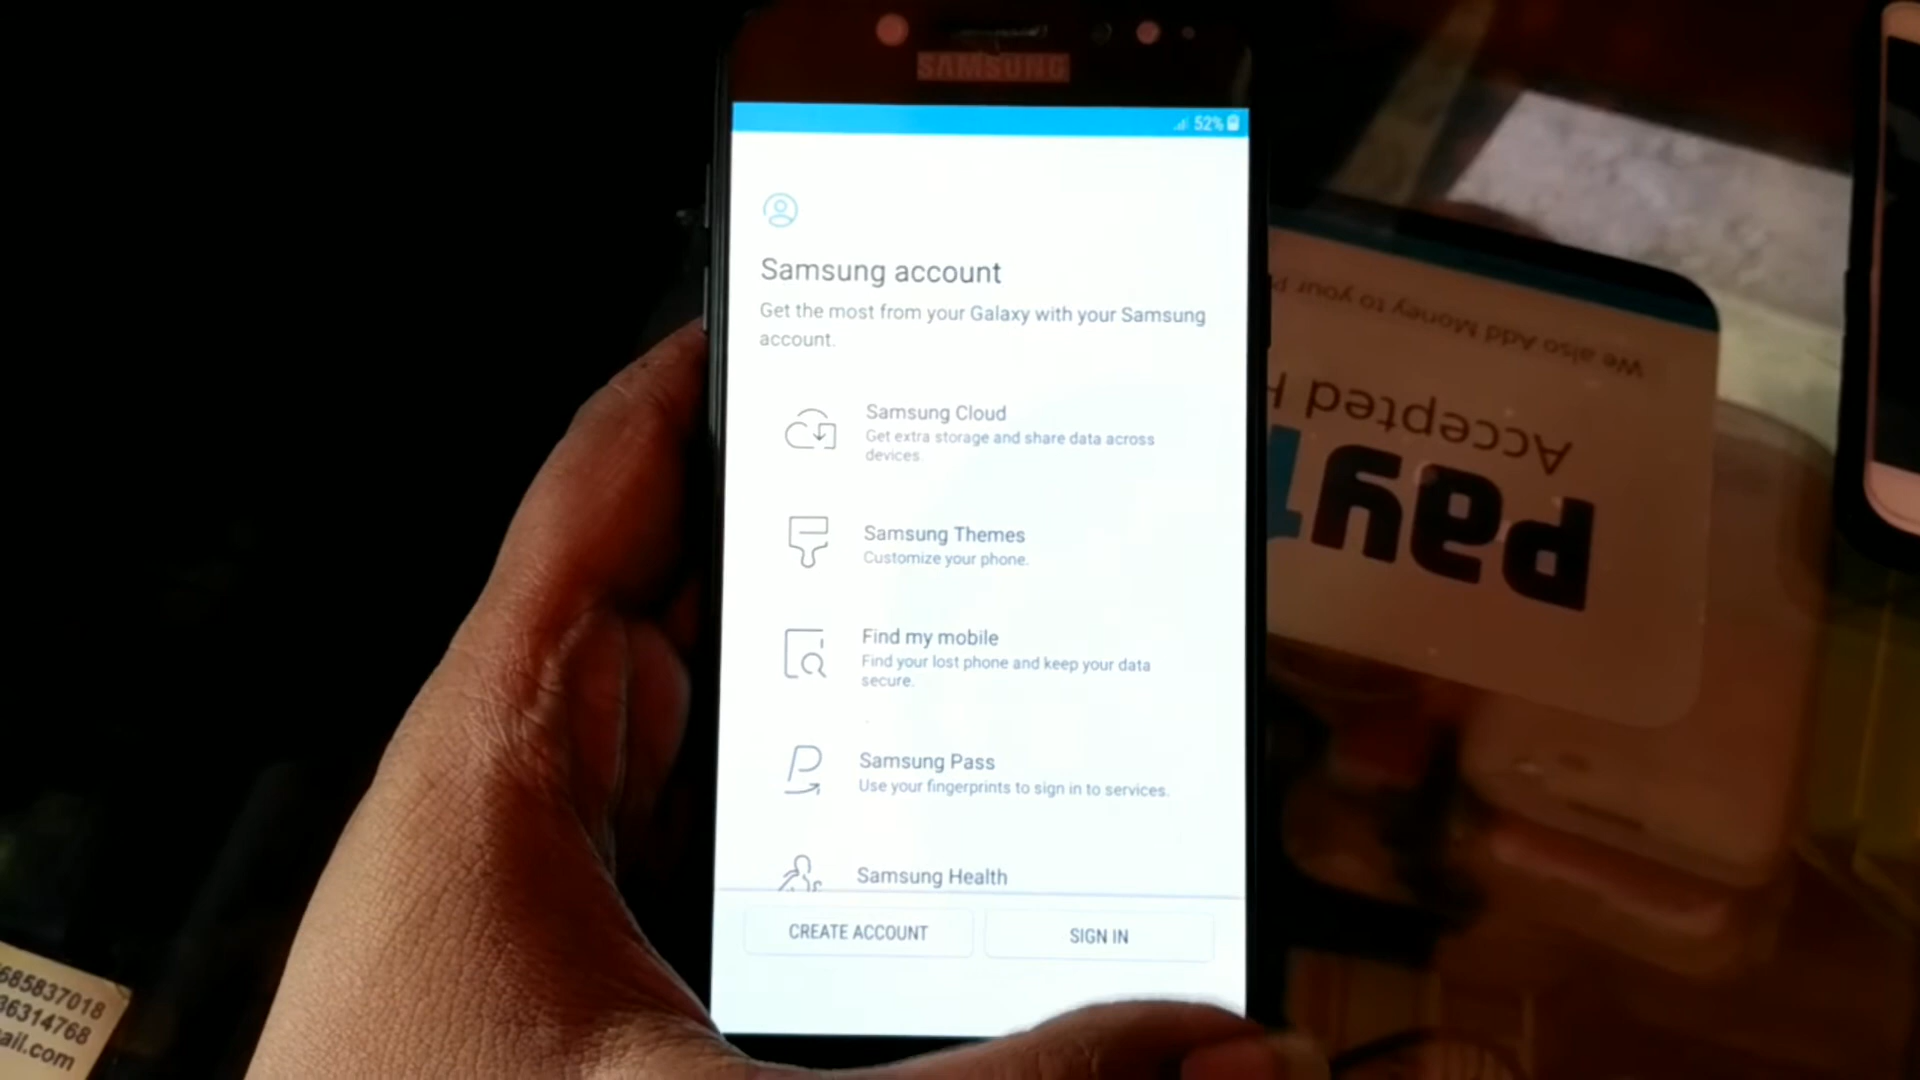 SAMSUNG
52%
Samsung account
Get the most from your Galaxy with your Samsung
account.
Samsung Cloud
Get extra storage and share data across
devices.
Samsung Themes
Customize your phone.
Find my mobile
Find your lost phone and keep your data
secure.
Samsung Pass
Use your fingerprints to sign in to services.
Samsung Health
CREATE ACCOUNT
SIGN IN
We also Add Money to your P
Accepted H
pay
685837018
36314768
ail.com